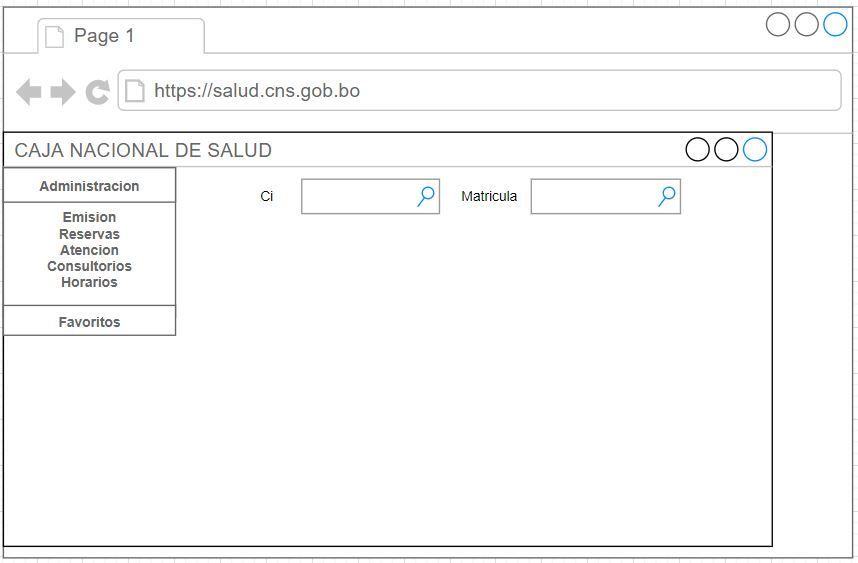 Page 1
https://salud.cns.gob.bo
CAJA NACIONAL DE SALUD
Administracion
Ci
Matricula
Emision
Reservas
Atencion
Consultorios
Horarios
Favoritos